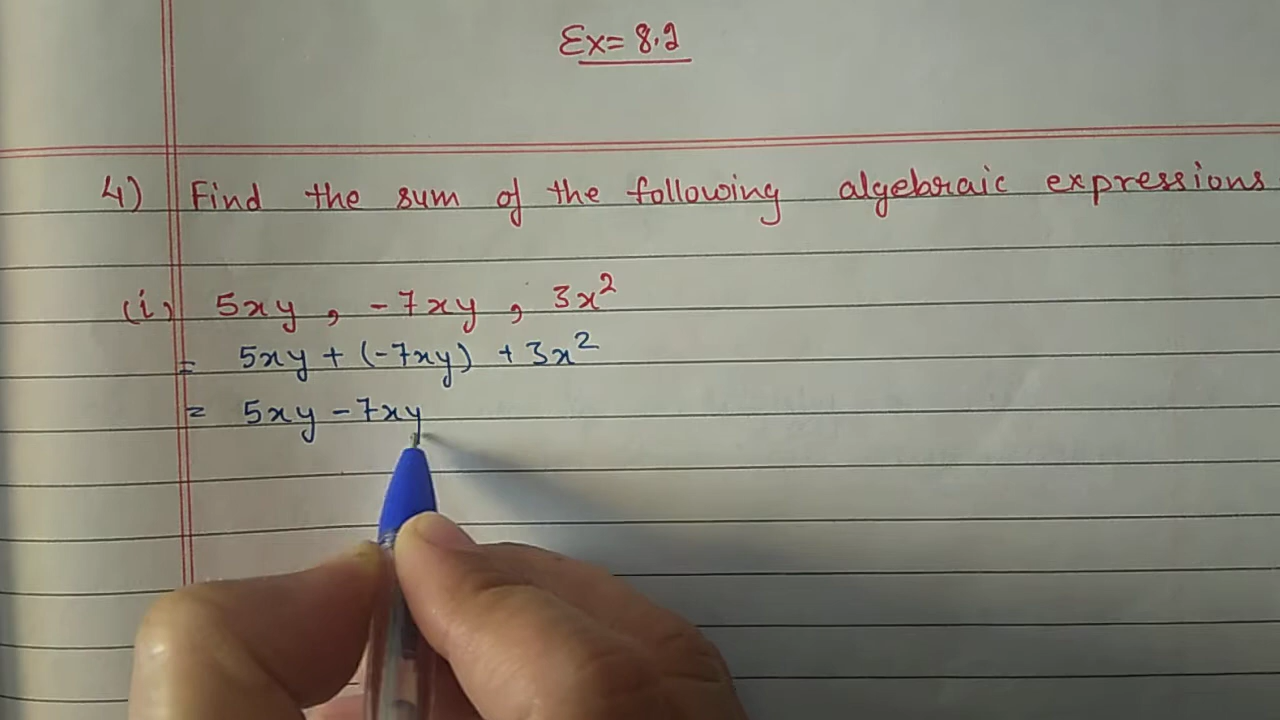 Ex= 8.2
4) Find the sum of the following algebraic expressions
(i) 5xy, -7xy, 3x²
= 5xy + (-7xy) + 3x²
= 5xy - 7xy